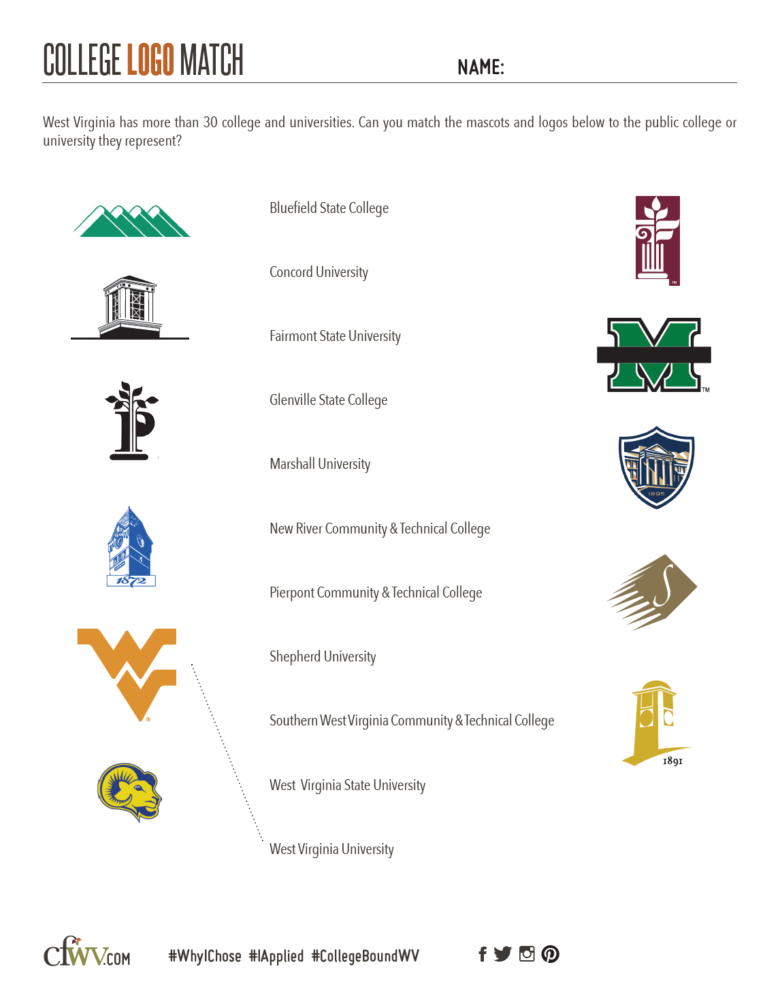 COLLEGE LOGO MATCH
NAME:
West Virginia has more than 30 college and universities. Can you match the mascots and logos below to the public college or
university they represent?
Bluefield State College
TM
Concord University
Fairmont State University
TM
Glenville State College
P
Marshall University
1895
New River Community & Technical College
1872
Pierpont Community & Technical College
S
WV
®
Shepherd University
Southern West Virginia Community & Technical College
1891
West Virginia State University
West Virginia University
cfWV.COM
#WhyIChose #IApplied #CollegeBoundWV